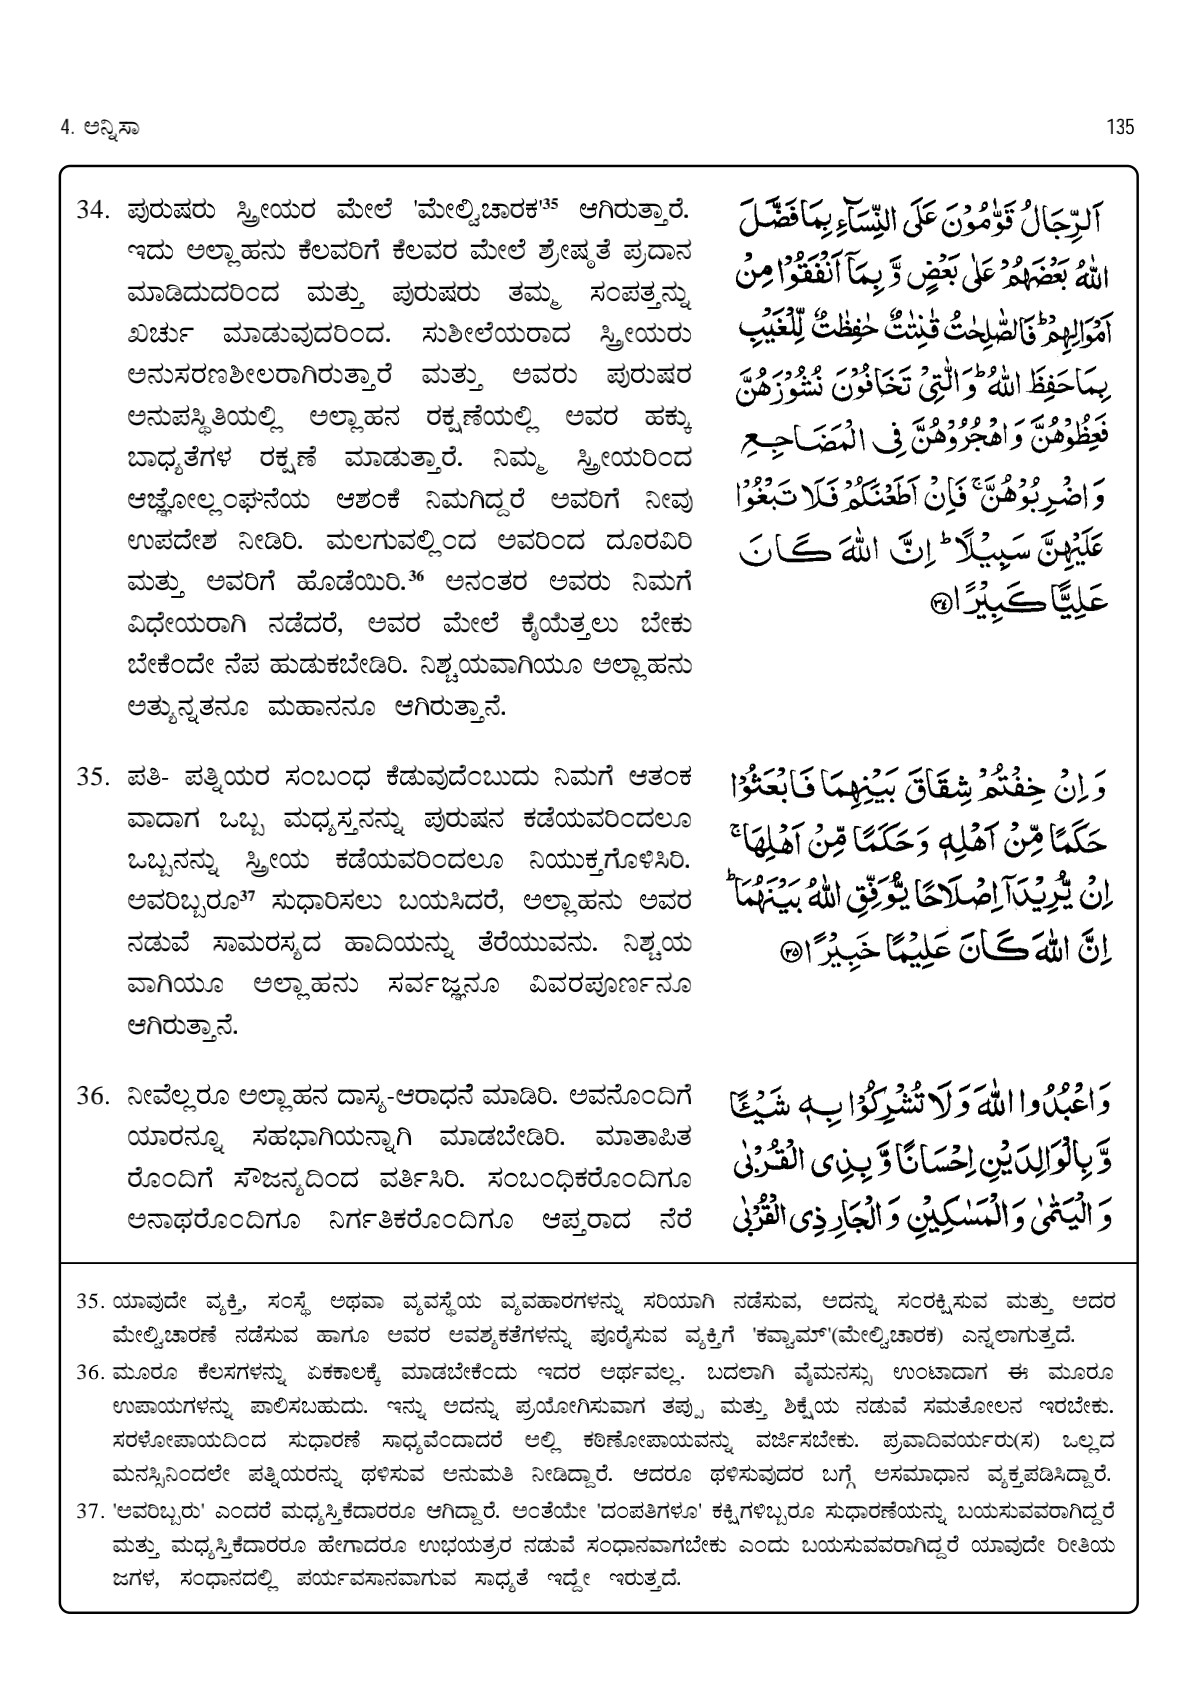 4. ಅನ್ನಿಸಾ
135
34. ಪುರುಷರು ಸ್ತ್ರೀಯರ ಮೇಲೆ 'ಮೇಲ್ವಿಚಾರಕ'³⁵ ಆಗಿರುತ್ತಾರೆ.
ಇದು ಅಲ್ಲಾಹನು ಕೆಲವರಿಗೆ ಕೆಲವರ ಮೇಲೆ ಶ್ರೇಷ್ಠತೆ ಪ್ರದಾನ
ಮಾಡಿದುದರಿಂದ ಮತ್ತು ಪುರುಷರು ತಮ್ಮ ಸಂಪತ್ತನ್ನು
ಖರ್ಚು ಮಾಡುವುದರಿಂದ. ಸುಶೀಲೆಯರಾದ ಸ್ತ್ರೀಯರು
ಅನುಸರಣಶೀಲರಾಗಿರುತ್ತಾರೆ ಮತ್ತು ಅವರು ಪುರುಷರ
ಅನುಪಸ್ಥಿತಿಯಲ್ಲಿ ಅಲ್ಲಾಹನ ರಕ್ಷಣೆಯಲ್ಲಿ ಅವರ ಹಕ್ಕು
ಬಾಧ್ಯತೆಗಳ ರಕ್ಷಣೆ ಮಾಡುತ್ತಾರೆ. ನಿಮ್ಮ ಸ್ತ್ರೀಯರಿಂದ
ಆಜ್ಞೋಲ್ಲಂಘನೆಯ ಆಶಂಕೆ ನಿಮಗಿದ್ದರೆ ಅವರಿಗೆ ನೀವು
ಉಪದೇಶ ನೀಡಿರಿ. ಮಲಗುವಲ್ಲಿಂದ ಅವರಿಂದ ದೂರವಿರಿ
ಮತ್ತು ಅವರಿಗೆ ಹೊಡೆಯಿರಿ.³⁶ ಅನಂತರ ಅವರು ನಿಮಗೆ
ವಿಧೇಯರಾಗಿ ನಡೆದರೆ, ಅವರ ಮೇಲೆ ಕೈಯೆತ್ತಲು ಬೇಕು
ಬೇಕೆಂದೇ ನೆಪ ಹುಡುಕಬೇಡಿರಿ. ನಿಶ್ಚಯವಾಗಿಯೂ ಅಲ್ಲಾಹನು
ಅತ್ಯುನ್ನತನೂ ಮಹಾನನೂ ಆಗಿರುತ್ತಾನೆ.
اَلرِّجَالُ قَوّٰمُوْنَ عَلَى النِّسَآءِ بِمَا فَضَّلَ
اللّٰهُ بَعْضَهُمْ عَلٰى بَعْضٍ وَّ بِمَآ اَنْفَقُوْا مِنْ
اَمْوَالِهِمْ ؕ فَالصّٰلِحٰتُ قٰنِتٰتٌ حٰفِظٰتٌ لِّلْغَيْبِ
بِمَا حَفِظَ اللّٰهُ ؕ وَالّٰتِىْ تَخَافُوْنَ نُشُوْزَهُنَّ
فَعِظُوْهُنَّ وَاهْجُرُوْهُنَّ فِى الْمَضَاجِعِ
وَاضْرِبُوْهُنَّ ۚ فَاِنْ اَطَعْنَكُمْ فَلَا تَبْغُوْا
عَلَيْهِنَّ سَبِيْلًا ؕ اِنَّ اللّٰهَ كَانَ
عَلِيًّا كَبِيْرًا ﴿۳۴﴾
35. ಪತಿ- ಪತ್ನಿಯರ ಸಂಬಂಧ ಕೆಡುವುದೆಂಬುದು ನಿಮಗೆ ಆತಂಕ
ವಾದಾಗ ಒಬ್ಬ ಮಧ್ಯಸ್ತನನ್ನು ಪುರುಷನ ಕಡೆಯವರಿಂದಲೂ
ಒಬ್ಬನನ್ನು ಸ್ತ್ರೀಯ ಕಡೆಯವರಿಂದಲೂ ನಿಯುಕ್ತಗೊಳಿಸಿರಿ.
ಅವರಿಬ್ಬರೂ³⁷ ಸುಧಾರಿಸಲು ಬಯಸಿದರೆ, ಅಲ್ಲಾಹನು ಅವರ
ನಡುವೆ ಸಾಮರಸ್ಯದ ಹಾದಿಯನ್ನು ತೆರೆಯುವನು. ನಿಶ್ಚಯ
ವಾಗಿಯೂ ಅಲ್ಲಾಹನು ಸರ್ವಜ್ಞನೂ ವಿವರಪೂರ್ಣನೂ
ಆಗಿರುತ್ತಾನೆ.
وَاِنْ خِفْتُمْ شِقَاقَ بَيْنِهِمَا فَابْعَثُوْا
حَكَمًا مِّنْ اَهْلِهٖ وَحَكَمًا مِّنْ اَهْلِهَا ۚ
اِنْ يُّرِيْدَآ اِصْلَاحًا يُّوَفِّقِ اللّٰهُ بَيْنَهُمَا ؕ
اِنَّ اللّٰهَ كَانَ عَلِيْمًا خَبِيْرًا ﴿۳۵﴾
36. ನೀವೆಲ್ಲರೂ ಅಲ್ಲಾಹನ ದಾಸ್ಯ-ಆರಾಧನೆ ಮಾಡಿರಿ. ಅವನೊಂದಿಗೆ
ಯಾರನ್ನೂ ಸಹಭಾಗಿಯನ್ನಾಗಿ ಮಾಡಬೇಡಿರಿ. ಮಾತಾಪಿತ
ರೊಂದಿಗೆ ಸೌಜನ್ಯದಿಂದ ವರ್ತಿಸಿರಿ. ಸಂಬಂಧಿಕರೊಂದಿಗೂ
ಅನಾಥರೊಂದಿಗೂ ನಿರ್ಗತಿಕರೊಂದಿಗೂ ಆಪ್ತರಾದ ನೆರೆ
وَاعْبُدُوا اللّٰهَ وَلَا تُشْرِكُوْا بِهٖ شَيْـًٔا
وَّبِالْوَالِدَيْنِ اِحْسَانًا وَّبِذِى الْقُرْبٰى
وَالْيَتٰمٰى وَالْمَسٰكِيْنِ وَالْجَارِ ذِى الْقُرْبٰى
35. ಯಾವುದೇ ವ್ಯಕ್ತಿ, ಸಂಸ್ಥೆ ಅಥವಾ ವ್ಯವಸ್ಥೆಯ ವ್ಯವಹಾರಗಳನ್ನು ಸರಿಯಾಗಿ ನಡೆಸುವ, ಅದನ್ನು ಸಂರಕ್ಷಿಸುವ ಮತ್ತು ಅದರ
ಮೇಲ್ವಿಚಾರಣೆ ನಡೆಸುವ ಹಾಗೂ ಅವರ ಅವಶ್ಯಕತೆಗಳನ್ನು ಪೂರೈಸುವ ವ್ಯಕ್ತಿಗೆ 'ಕವ್ವಾಮ್'(ಮೇಲ್ವಿಚಾರಕ) ಎನ್ನಲಾಗುತ್ತದೆ.
36. ಮೂರೂ ಕೆಲಸಗಳನ್ನು ಏಕಕಾಲಕ್ಕೆ ಮಾಡಬೇಕೆಂದು ಇದರ ಅರ್ಥವಲ್ಲ. ಬದಲಾಗಿ ವೈಮನಸ್ಸು ಉಂಟಾದಾಗ ಈ ಮೂರೂ
ಉಪಾಯಗಳನ್ನು ಪಾಲಿಸಬಹುದು. ಇನ್ನು ಅದನ್ನು ಪ್ರಯೋಗಿಸುವಾಗ ತಪ್ಪು ಮತ್ತು ಶಿಕ್ಷೆಯ ನಡುವೆ ಸಮತೋಲನ ಇರಬೇಕು.
ಸರಳೋಪಾಯದಿಂದ ಸುಧಾರಣೆ ಸಾಧ್ಯವೆಂದಾದರೆ ಅಲ್ಲಿ ಕಠಿಣೋಪಾಯವನ್ನು ವರ್ಜಿಸಬೇಕು. ಪ್ರವಾದಿವರ್ಯರು(ಸ) ಒಲ್ಲದ
ಮನಸ್ಸಿನಿಂದಲೇ ಪತ್ನಿಯರನ್ನು ಥಳಿಸುವ ಅನುಮತಿ ನೀಡಿದ್ದಾರೆ. ಆದರೂ ಥಳಿಸುವುದರ ಬಗ್ಗೆ ಅಸಮಾಧಾನ ವ್ಯಕ್ತಪಡಿಸಿದ್ದಾರೆ.
37. 'ಅವರಿಬ್ಬರು' ಎಂದರೆ ಮಧ್ಯಸ್ತಿಕೆದಾರರೂ ಆಗಿದ್ದಾರೆ. ಅಂತೆಯೇ 'ದಂಪತಿಗಳೂ' ಕಕ್ಷಿಗಳಿಬ್ಬರೂ ಸುಧಾರಣೆಯನ್ನು ಬಯಸುವವರಾಗಿದ್ದರೆ
ಮತ್ತು ಮಧ್ಯಸ್ತಿಕೆದಾರರೂ ಹೇಗಾದರೂ ಉಭಯತ್ರರ ನಡುವೆ ಸಂಧಾನವಾಗಬೇಕು ಎಂದು ಬಯಸುವವರಾಗಿದ್ದರೆ ಯಾವುದೇ ರೀತಿಯ
ಜಗಳ, ಸಂಧಾನದಲ್ಲಿ ಪರ್ಯವಸಾನವಾಗುವ ಸಾಧ್ಯತೆ ಇದ್ದೇ ಇರುತ್ತದೆ.